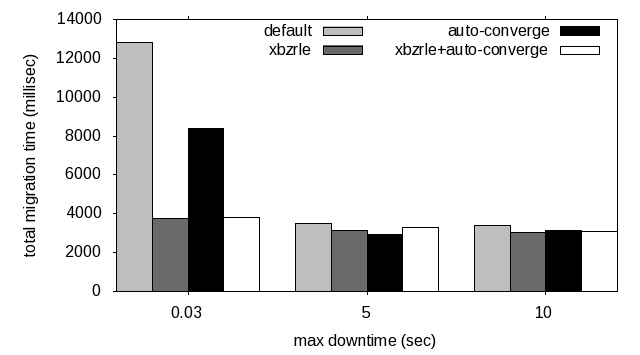 14000
12000
10000
8000
6000
4000
2000
0
total migration time (millisec)
default
xbzrle
auto-converge
xbzrle+auto-converge
0.03
5
10
max downtime (sec)